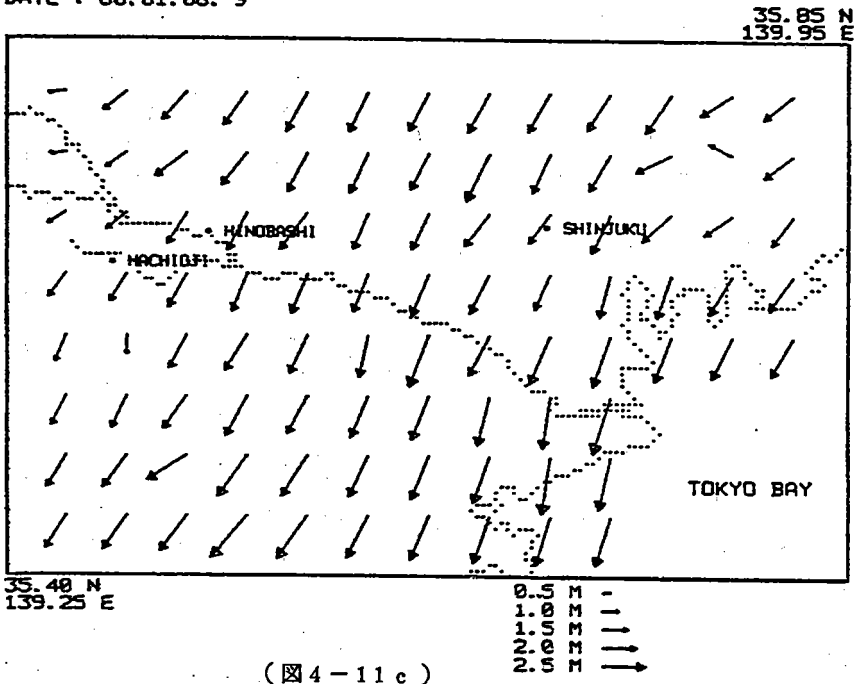 35.85 N
139.95 E
HINOBASHI
SHINJUKU
HACHIOJI
TOKYO BAY
35.40 N
139.25 E
0.5 M
1.0 M
1.5 M
2.0 M
2.5 M
(図4-11c)